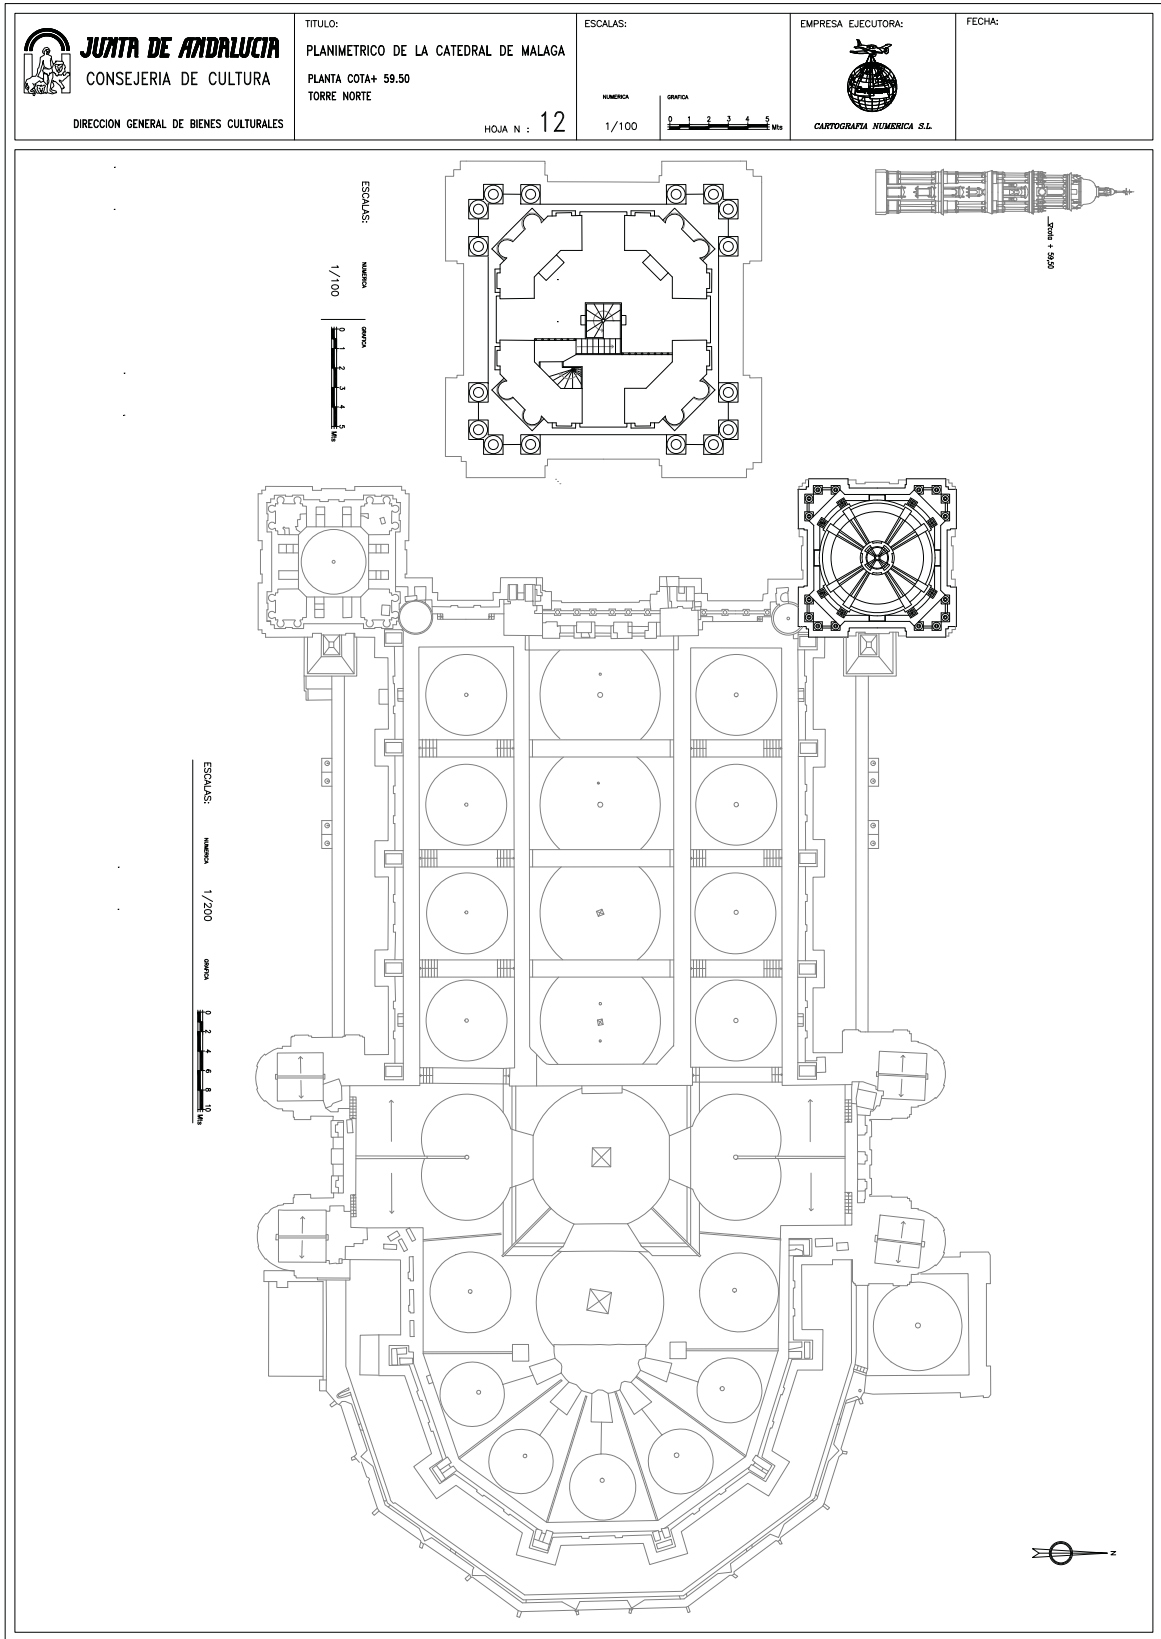 JUNTA DE ANDALUCIA
CONSEJERIA DE CULTURA
DIRECCION GENERAL DE BIENES CULTURALES
TITULO:
PLANIMETRICO DE LA CATEDRAL DE MALAGA
PLANTA COTA+ 59.50
TORRE NORTE
HOJA N : 12
ESCALAS:
NUMERICA
1/100
GRAFICA
0 1 2 3 4 5 Mts
EMPRESA EJECUTORA:
CARTOGRAFIA NUMERICA S.L.
FECHA:
ESCALAS:
NUMERICA
1/100
GRAFICA
0 1 2 3 4 5 Mts
cota + 59,50
ESCALAS:
NUMERICA
1/200
GRAFICA
0 2 4 6 8 10 Mts
N